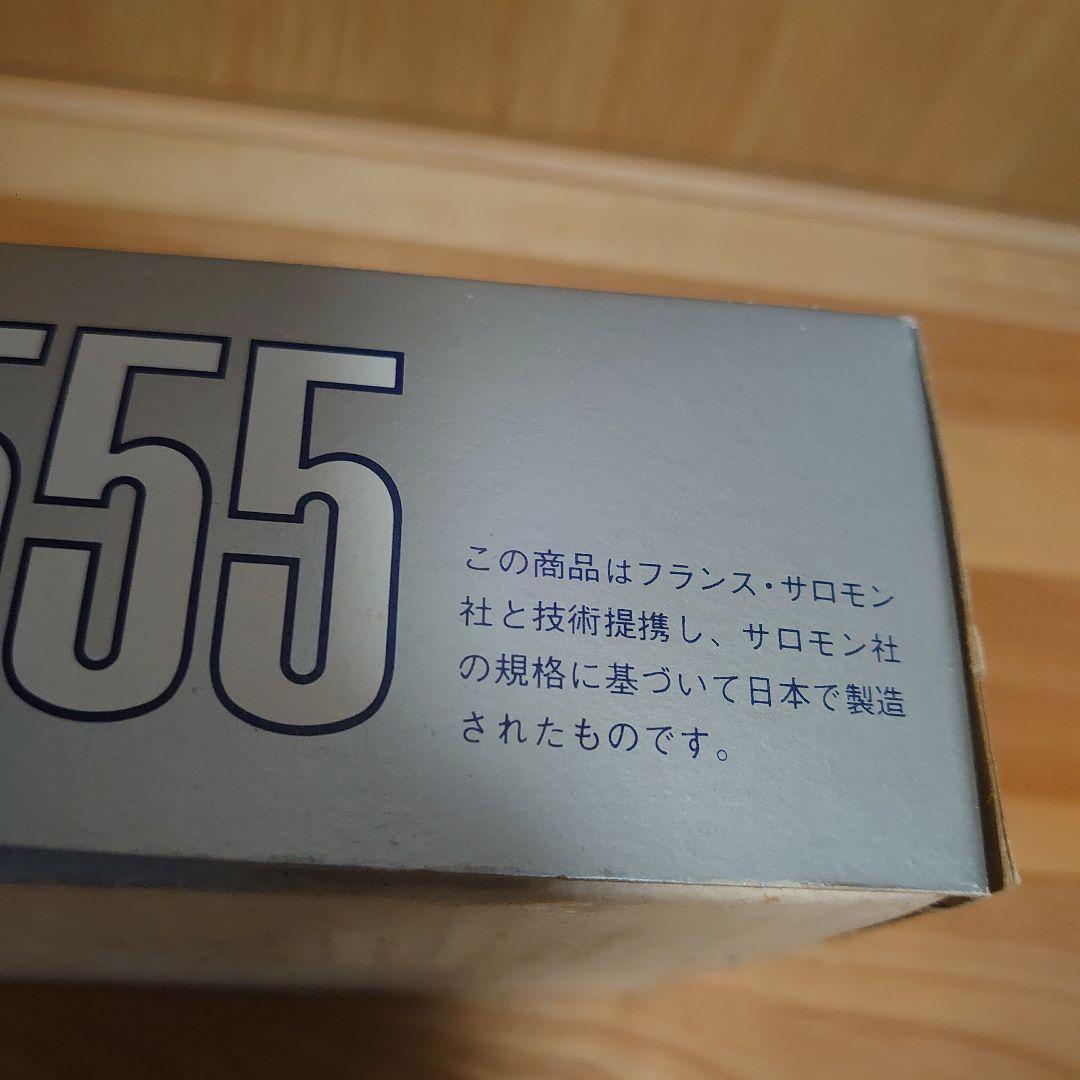 555
この商品はフランス・サロモン
社と技術提携し、サロモン社
の規格に基づいて日本で製造
されたものです。